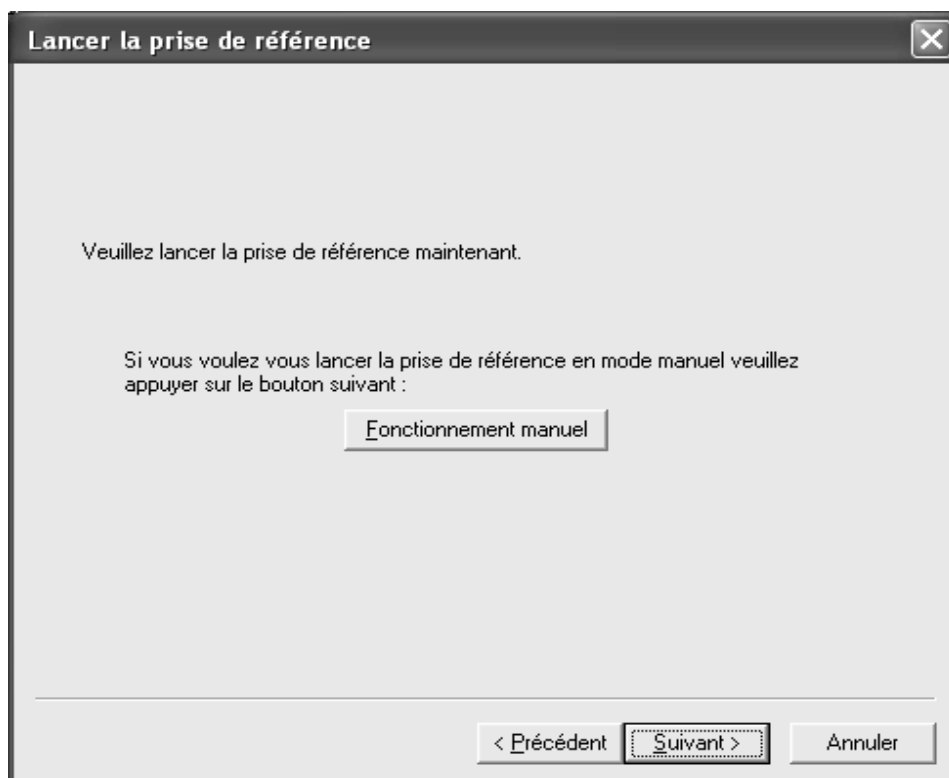 Lancer la prise de référence
Veuillez lancer la prise de référence maintenant.
Si vous voulez vous lancer la prise de référence en mode manuel veuillez
appuyer sur le bouton suivant :
Fonctionnement manuel
< Précédent Suivant > Annuler